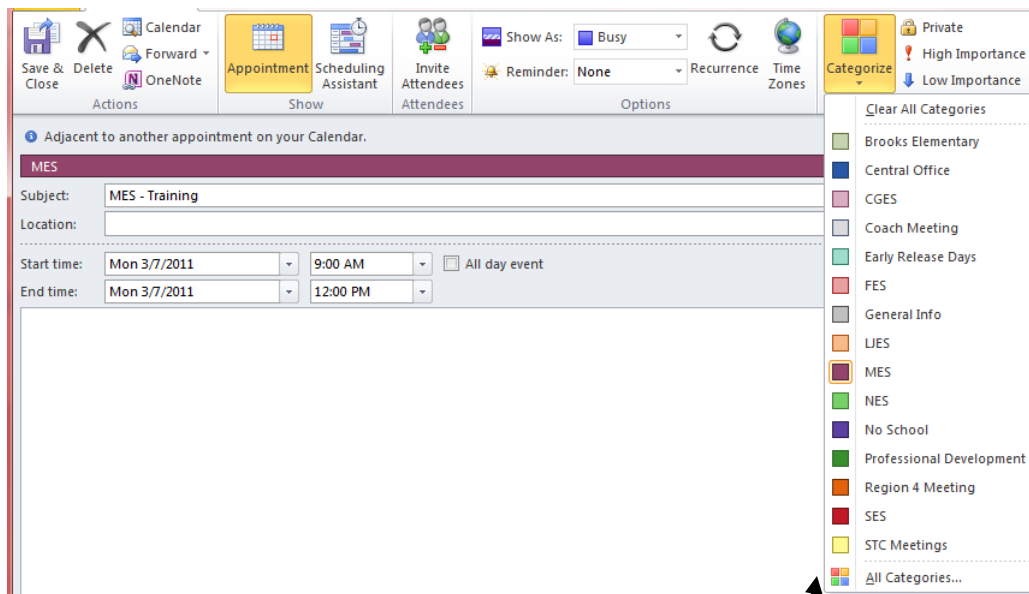 Save & Close
Delete
Calendar
Forward
OneNote
Actions
Appointment
Scheduling Assistant
Show
Invite Attendees
Attendees
Show As: Busy
Reminder: None
Recurrence
Time Zones
Options
Categorize
Private
High Importance
Low Importance
Adjacent to another appointment on your Calendar.
MES
Subject: MES - Training
Location:
Start time: Mon 3/7/2011 9:00 AM All day event
End time: Mon 3/7/2011 12:00 PM
Clear All Categories
Brooks Elementary
Central Office
CGES
Coach Meeting
Early Release Days
FES
General Info
LJES
MES
NES
No School
Professional Development
Region 4 Meeting
SES
STC Meetings
All Categories...